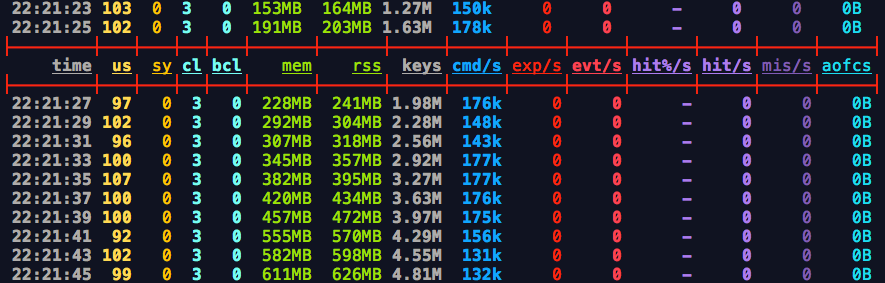 22:21:23 103 0 3 0 153MB 164MB 1.27M 150k 0 0 – 0 0 0B
22:21:25 102 0 3 0 191MB 203MB 1.63M 178k 0 0 – 0 0 0B
time us sy cl bcl mem rss keys cmd/s exp/s evt/s hit%/s hit/s mis/s aofcs
22:21:27 97 0 3 0 228MB 241MB 1.98M 176k 0 0 – 0 0 0B
22:21:29 102 0 3 0 292MB 304MB 2.28M 148k 0 0 – 0 0 0B
22:21:31 96 0 3 0 307MB 318MB 2.56M 143k 0 0 – 0 0 0B
22:21:33 100 0 3 0 345MB 357MB 2.92M 177k 0 0 – 0 0 0B
22:21:35 107 0 3 0 382MB 395MB 3.27M 177k 0 0 – 0 0 0B
22:21:37 100 0 3 0 420MB 434MB 3.63M 176k 0 0 – 0 0 0B
22:21:39 100 0 3 0 457MB 472MB 3.97M 175k 0 0 – 0 0 0B
22:21:41 92 0 3 0 555MB 570MB 4.29M 156k 0 0 – 0 0 0B
22:21:43 102 0 3 0 582MB 598MB 4.55M 131k 0 0 – 0 0 0B
22:21:45 99 0 3 0 611MB 626MB 4.81M 132k 0 0 – 0 0 0B